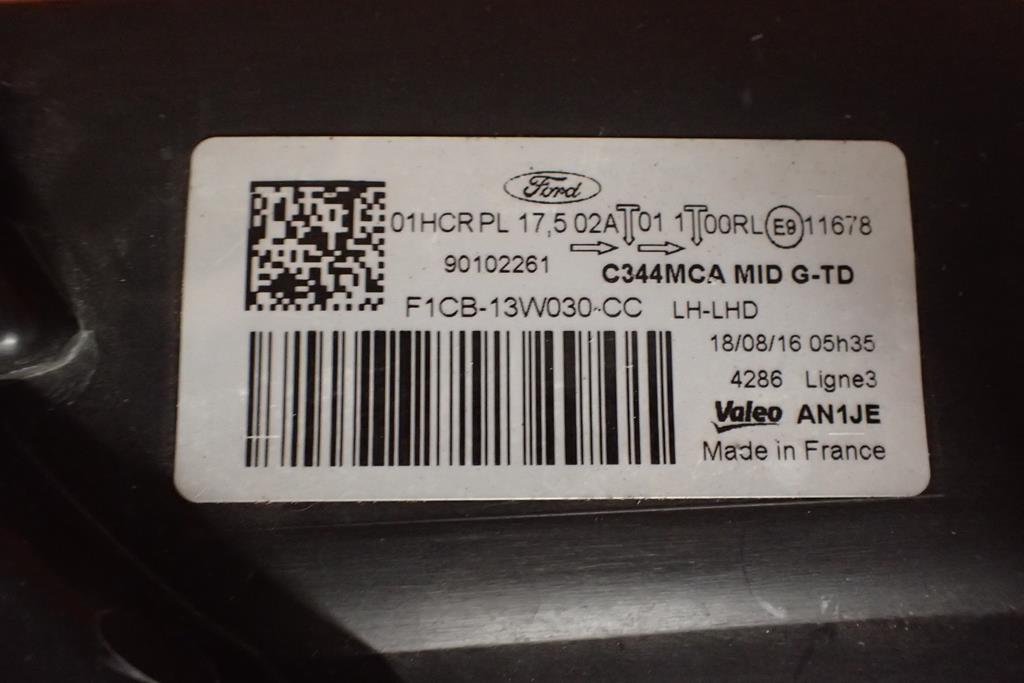 Ford
01HCR PL 17,5 02A 01 1 00RL E9 11678
90102261 C344MCA MID G-TD
F1CB-13W030-CC LH-LHD
18/08/16 05h35
4286 Ligne3
Valeo AN1JE
Made in France